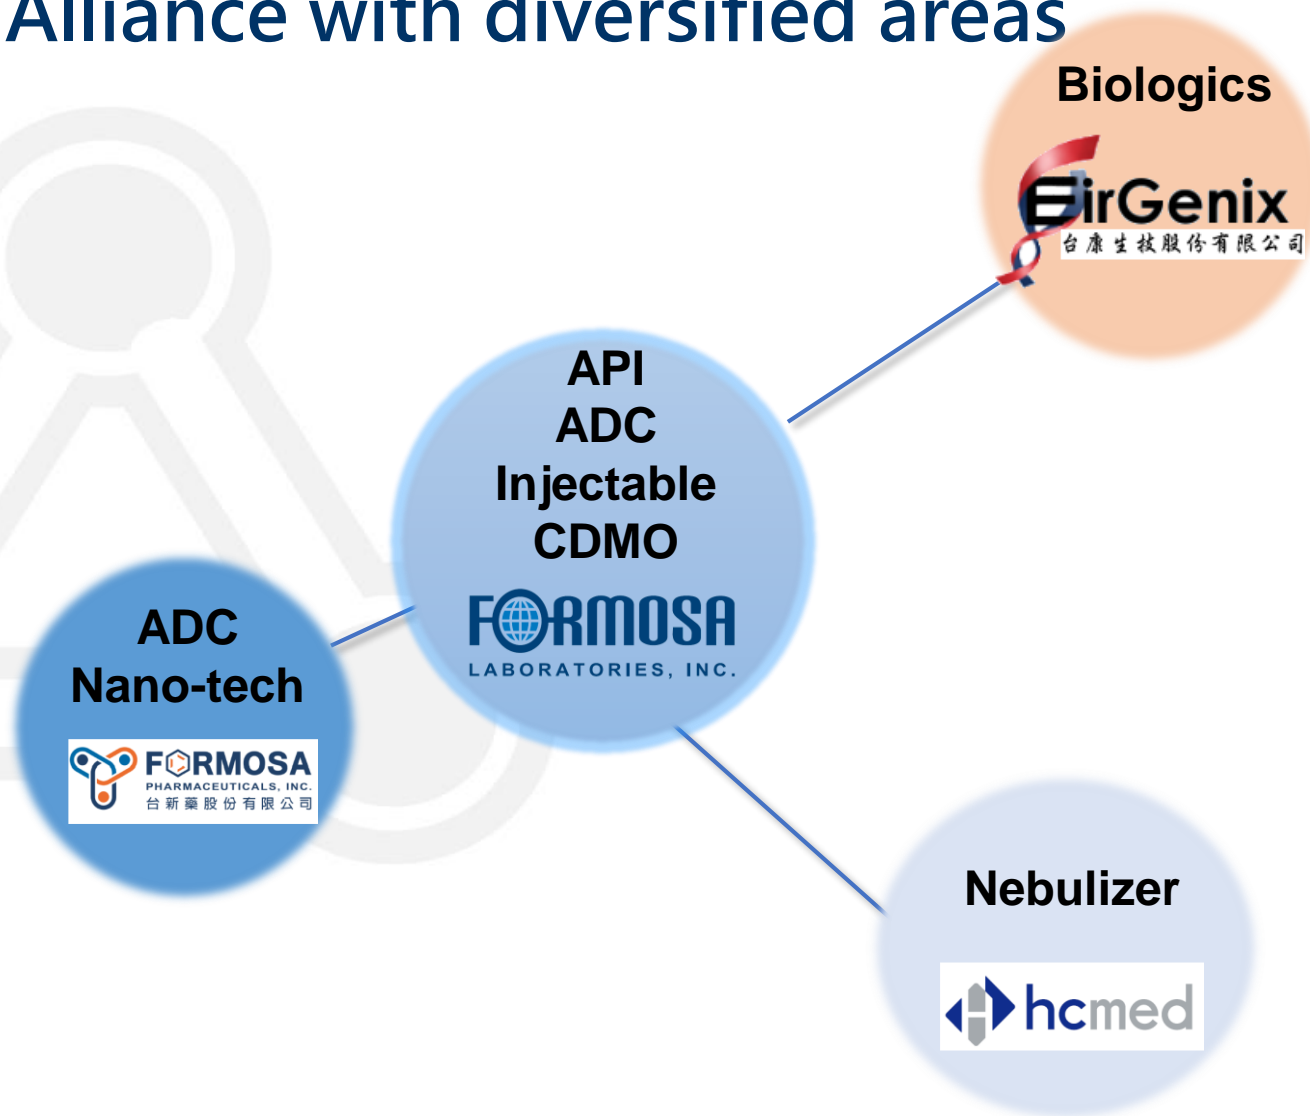 Alliance with diversified areas
Biologics
EirGenix
台康生技股份有限公司
API
ADC
Injectable
CDMO
FORMOSA
LABORATORIES, INC.
ADC
Nano-tech
FORMOSA
PHARMACEUTICALS, INC.
台新藥股份有限公司
Nebulizer
hcmed